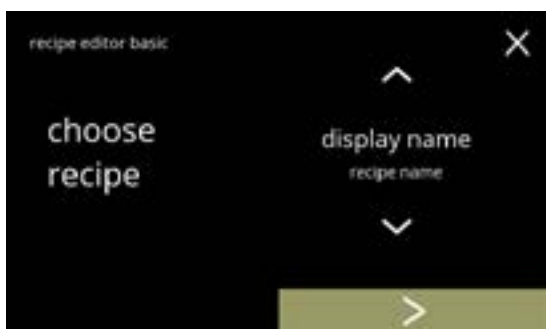 recipe editor basic
choose
recipe
display name
recipe name